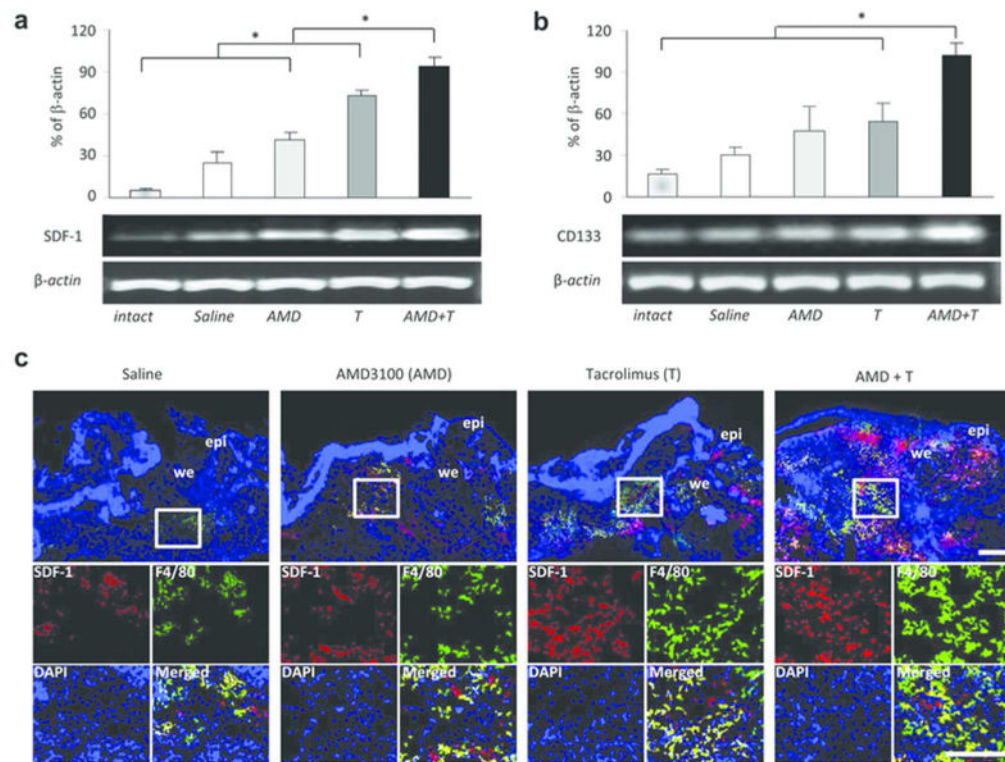 a
*
*
120
90
60
30
0
% of β-actin
SDF-1
β-actin
intact Saline AMD T AMD+T
b
*
120
90
60
30
0
% of β-actin
CD133
β-actin
intact Saline AMD T AMD+T
c
Saline AMD3100 (AMD) Tacrolimus (T) AMD + T
epi we epi we epi we epi we
SDF-1 F4/80 SDF-1 F4/80 SDF-1 F4/80 SDF-1 F4/80
DAPI Merged DAPI Merged DAPI Merged DAPI Merged